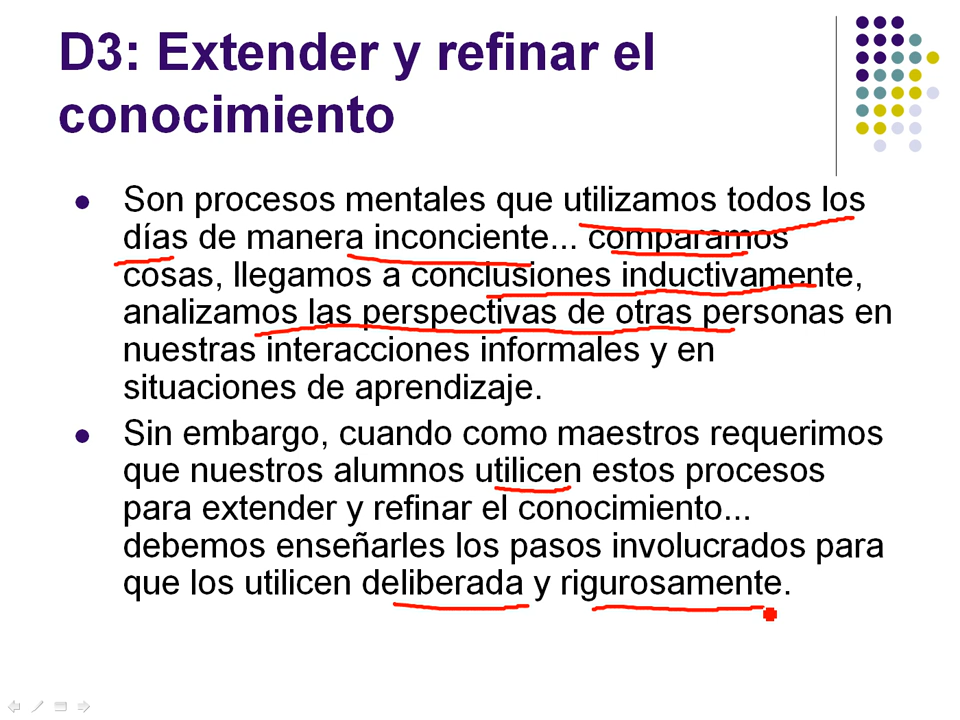 D3: Extender y refinar el
conocimiento
Son procesos mentales que utilizamos todos los
días de manera inconciente... comparamos
cosas, llegamos a conclusiones inductivamente,
analizamos las perspectivas de otras personas en
nuestras interacciones informales y en
situaciones de aprendizaje.
Sin embargo, cuando como maestros requerimos
que nuestros alumnos utilicen estos procesos
para extender y refinar el conocimiento...
debemos enseñarles los pasos involucrados para
que los utilicen deliberada y rigurosamente.